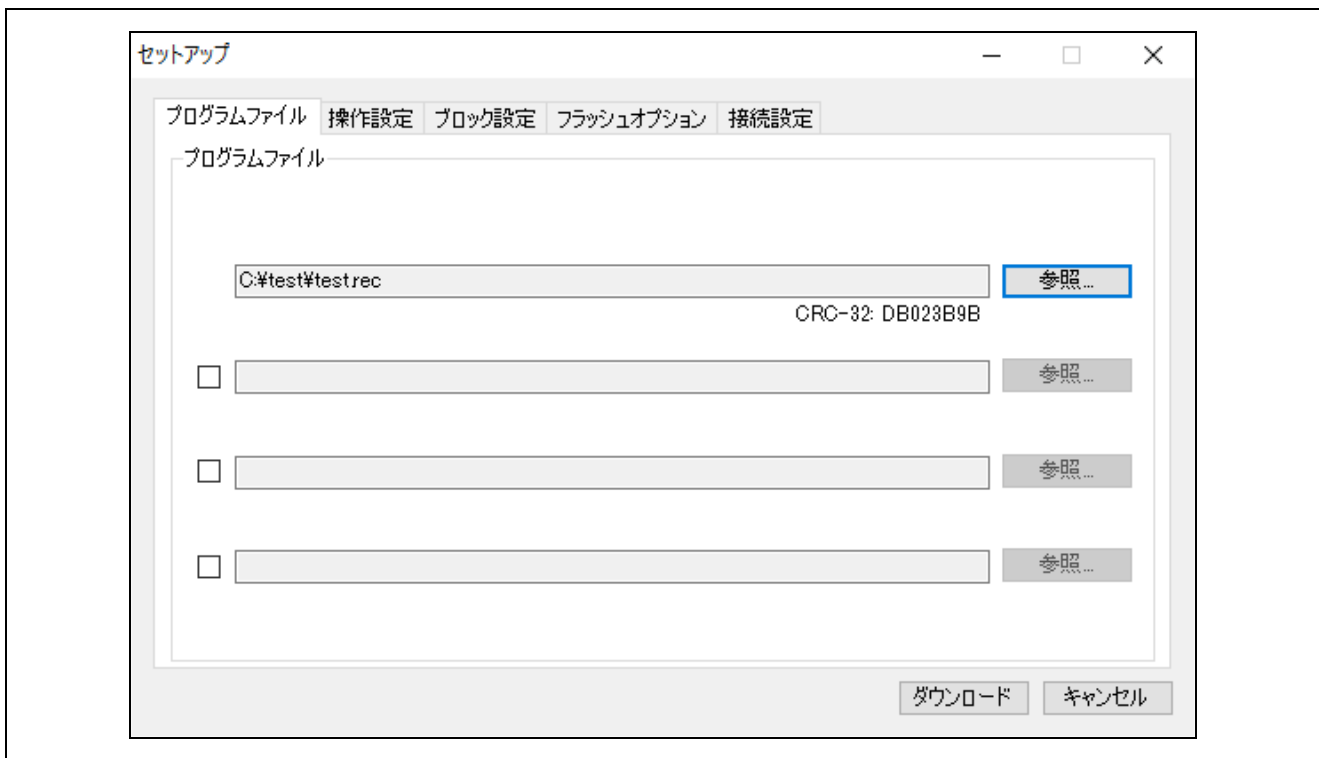 セットアップ
プログラムファイル 操作設定 ブロック設定 フラッシュオプション 接続設定
プログラムファイル
C:¥test¥test.rec 参照...
CRC-32: DB023B9B
参照...
参照...
参照...
ダウンロード キャンセル